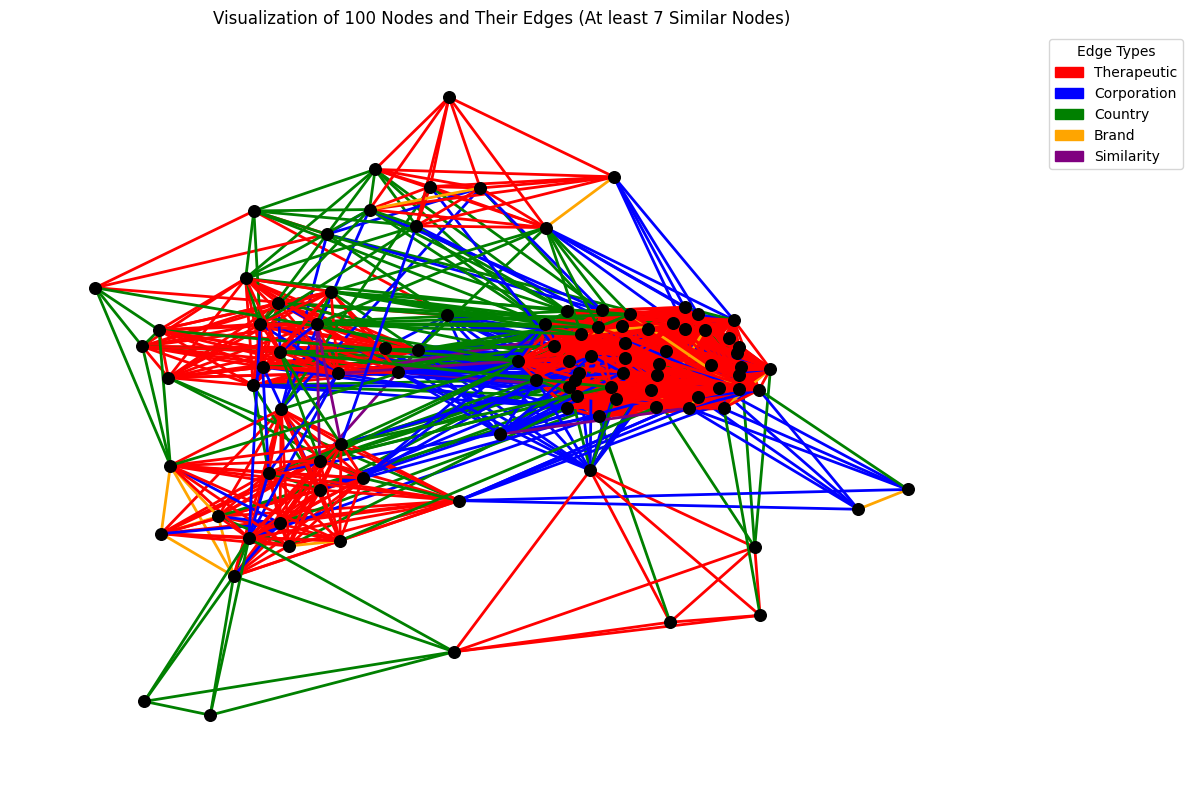 Visualization of 100 Nodes and Their Edges (At least 7 Similar Nodes)
Edge Types
Therapeutic
Corporation
Country
Brand
Similarity